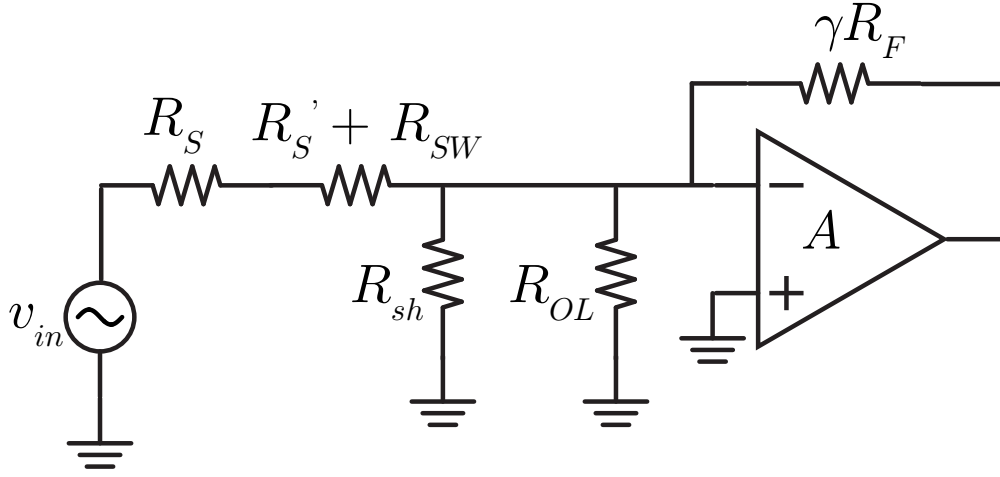 γR_F
R_S R_S' + R_SW
− A
R_sh R_OL
+
v_in